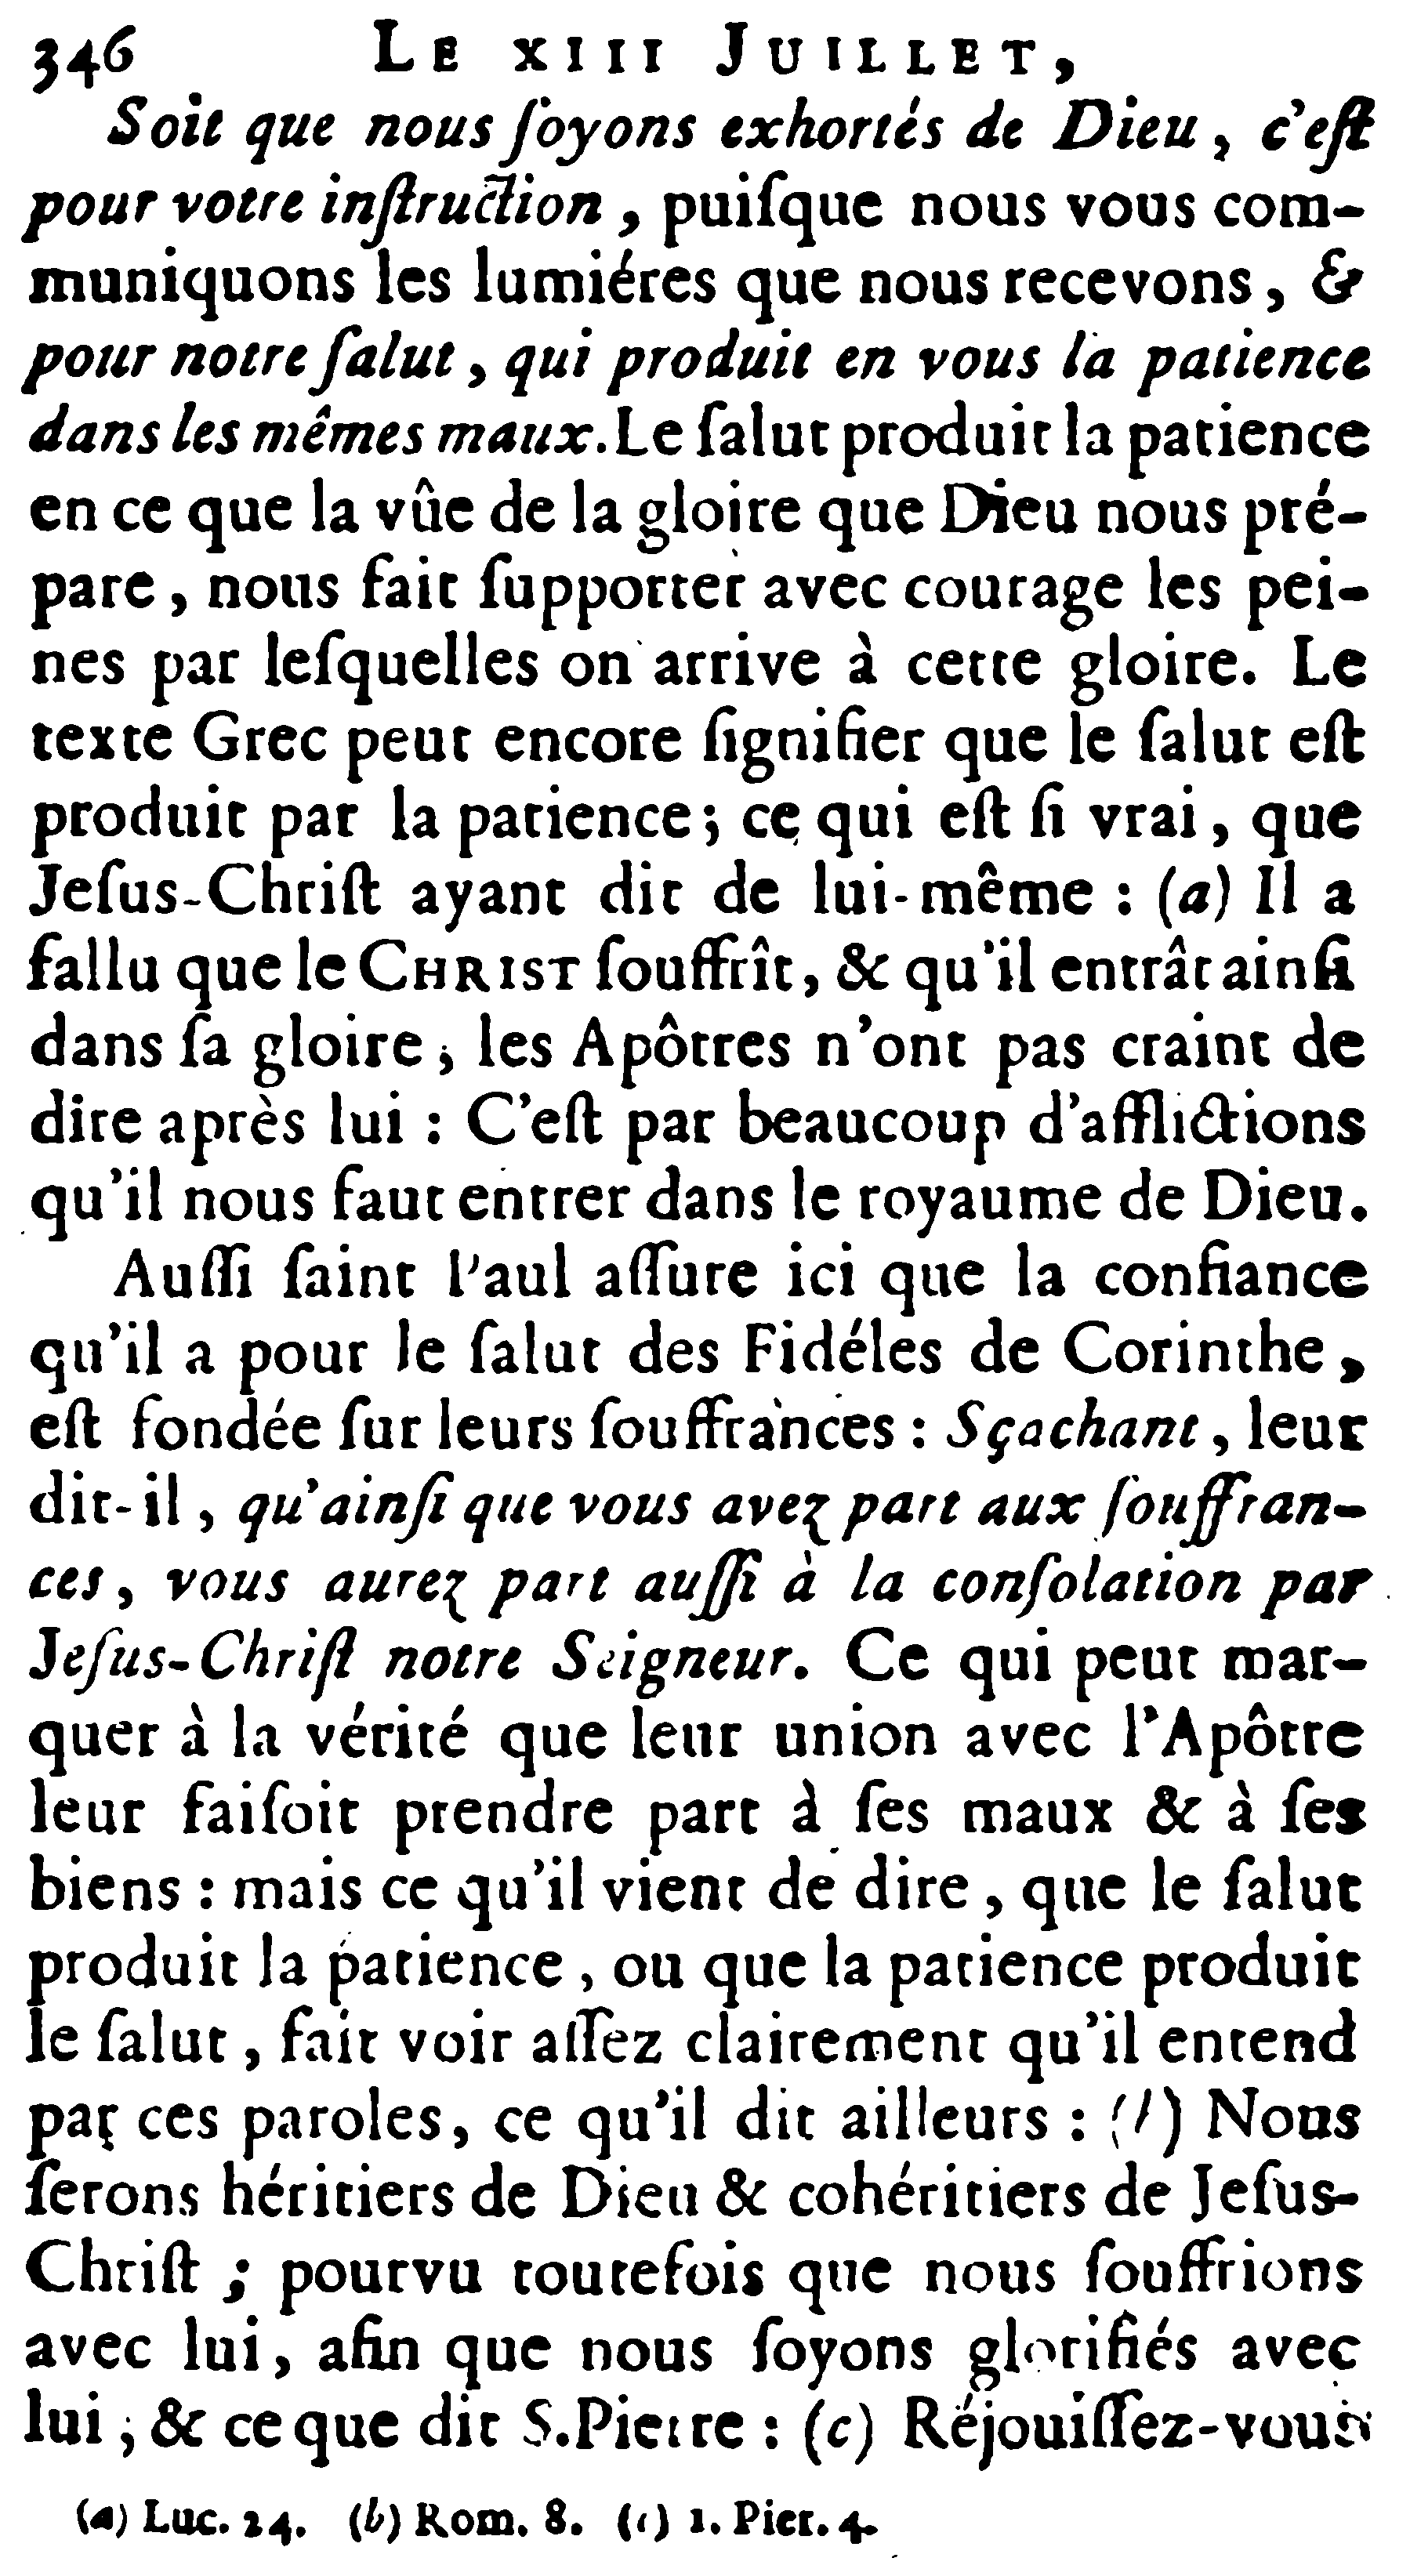 346 LE XIII JUILLET,
Soit que nous ſoyons exhortés de Dieu, c'eſt
pour votre inſtruction, puiſque nous vous com-
muniquons les lumiéres que nous recevons, &
pour notre ſalut, qui produit en vous la patience
dans les mêmes maux. Le ſalut produit la patience
en ce que la vûe de la gloire que Dieu nous pré-
pare, nous fait ſupporter avec courage les pei-
nes par leſquelles on arrive à cette gloire. Le
texte Grec peut encore ſignifier que le ſalut eſt
produit par la patience; ce qui eſt ſi vrai, que
Jeſus-Chriſt ayant dit de lui-même : (a) Il a
fallu que le CHRIST ſouffrît, & qu'il entrât ainſi
dans ſa gloire; les Apôtres n'ont pas craint de
dire après lui : C'eſt par beaucoup d'afflictions
qu'il nous faut entrer dans le royaume de Dieu.
Auſſi ſaint Paul aſſure ici que la confiance
qu'il a pour le ſalut des Fidéles de Corinthe,
eſt fondée ſur leurs ſouffrances : Sçachant, leur
dit-il, qu'ainſi que vous avez part aux ſouffran-
ces, vous aurez part auſſi à la conſolation par
Jeſus-Chriſt notre Seigneur. Ce qui peut mar-
quer à la vérité que leur union avec l'Apôtre
leur faiſoit prendre part à ſes maux & à ſes
biens : mais ce qu'il vient de dire, que le ſalut
produit la patience, ou que la patience produit
le ſalut, fait voir aſſez clairement qu'il entend
par ces paroles, ce qu'il dit ailleurs : (b) Nous
ſerons héritiers de Dieu & cohéritiers de Jeſus-
Chriſt; pourvu toutefois que nous ſouffrions
avec lui, afin que nous ſoyons glorifiés avec
lui; & ce que dit S. Pierre : (c) Réjouiſſez-vous
(a) Luc. 24. (b) Rom. 8. (c) 1. Pier. 4.